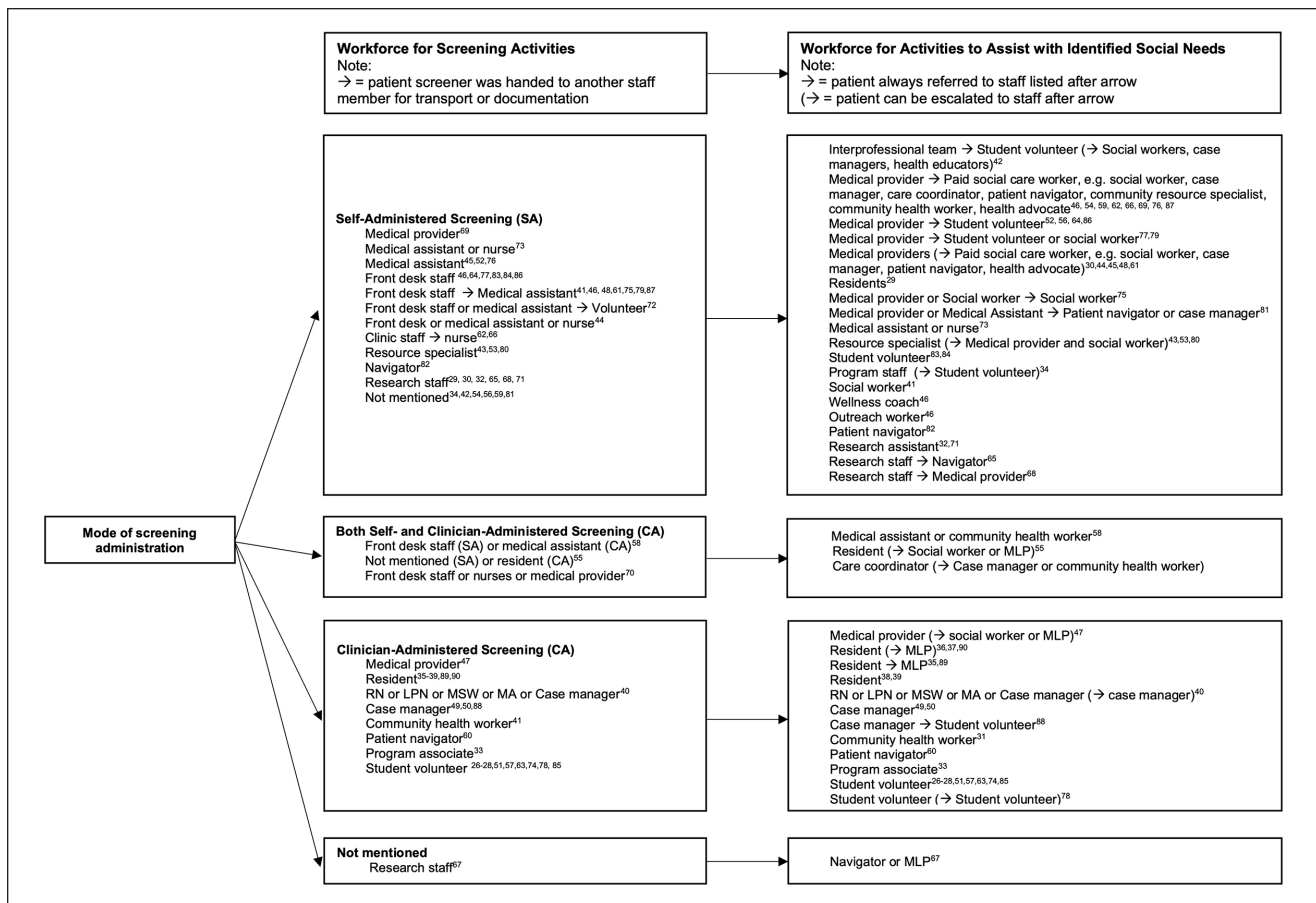 Workforce for Screening Activities
Note:
→ = patient screener was handed to another staff
member for transport or documentation
Workforce for Activities to Assist with Identified Social Needs
Note:
→ = patient always referred to staff listed after arrow
(→ = patient can be escalated to staff after arrow
Mode of screening
administration
Self-Administered Screening (SA)
Medical provider69
Medical assistant or nurse73
Medical assistant45,52,76
Front desk staff 46,64,77,83,84,86
Front desk staff → Medical assistant41,46, 48,61,75,79,87
Front desk staff or medical assistant → Volunteer72
Front desk or medical assistant or nurse44
Clinic staff → nurse62,66
Resource specialist43,53,80
Navigator82
Research staff29, 30, 32, 65, 68, 71
Not mentioned34,42,54,56,59,81
Interprofessional team → Student volunteer (→ Social workers, case
managers, health educators)42
Medical provider → Paid social care worker, e.g. social worker, case
manager, care coordinator, patient navigator, community resource specialist,
community health worker, health advocate46, 54, 59, 62, 66, 69, 76, 87
Medical provider → Student volunteer52, 56, 64,86
Medical provider → Student volunteer or social worker77,79
Medical providers (→ Paid social care worker, e.g. social worker, case
manager, patient navigator, health advocate)30,44,45,48,61
Residents29
Medical provider or Social worker → Social worker75
Medical provider or Medical Assistant → Patient navigator or case manager81
Medical assistant or nurse73
Resource specialist (→ Medical provider and social worker)43,53,80
Student volunteer83,84
Program staff (→ Student volunteer)34
Social worker41
Wellness coach46
Outreach worker46
Patient navigator82
Research assistant32,71
Research staff → Navigator65
Research staff → Medical provider68
Both Self- and Clinician-Administered Screening (CA)
Front desk staff (SA) or medical assistant (CA)58
Not mentioned (SA) or resident (CA)55
Front desk staff or nurses or medical provider70
Medical assistant or community health worker58
Resident (→ Social worker or MLP)55
Care coordinator (→ Case manager or community health worker)
Clinician-Administered Screening (CA)
Medical provider47
Resident35-39,89,90
RN or LPN or MSW or MA or Case manager40
Case manager49,50,88
Community health worker41
Patient navigator60
Program associate33
Student volunteer 26-28,51,57,63,74,78, 85
Medical provider (→ social worker or MLP)47
Resident (→ MLP)36,37,90
Resident → MLP35,89
Resident38,39
RN or LPN or MSW or MA or Case manager (→ case manager)40
Case manager49,50
Case manager → Student volunteer88
Community health worker31
Patient navigator60
Program associate33
Student volunteer26-28,51,57,63,74,85
Student volunteer (→ Student volunteer)78
Not mentioned
Research staff67
Navigator or MLP67